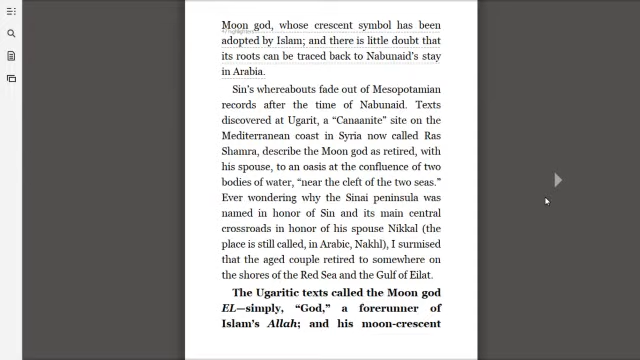 Moon god, whose crescent symbol has been
adopted by Islam; and there is little doubt that
its roots can be traced back to Nabunaid's stay
in Arabia.
Sin's whereabouts fade out of Mesopotamian
records after the time of Nabunaid. Texts
discovered at Ugarit, a “Canaanite” site on the
Mediterranean coast in Syria now called Ras
Shamra, describe the Moon god as retired, with
his spouse, to an oasis at the confluence of two
bodies of water, “near the cleft of the two seas.”
Ever wondering why the Sinai peninsula was
named in honor of Sin and its main central
crossroads in honor of his spouse Nikkal (the
place is still called, in Arabic, Nakhl), I surmised
that the aged couple retired to somewhere on
the shores of the Red Sea and the Gulf of Eilat.
The Ugaritic texts called the Moon god
EL—simply, “God,” a forerunner of
Islam's Allah; and his moon-crescent